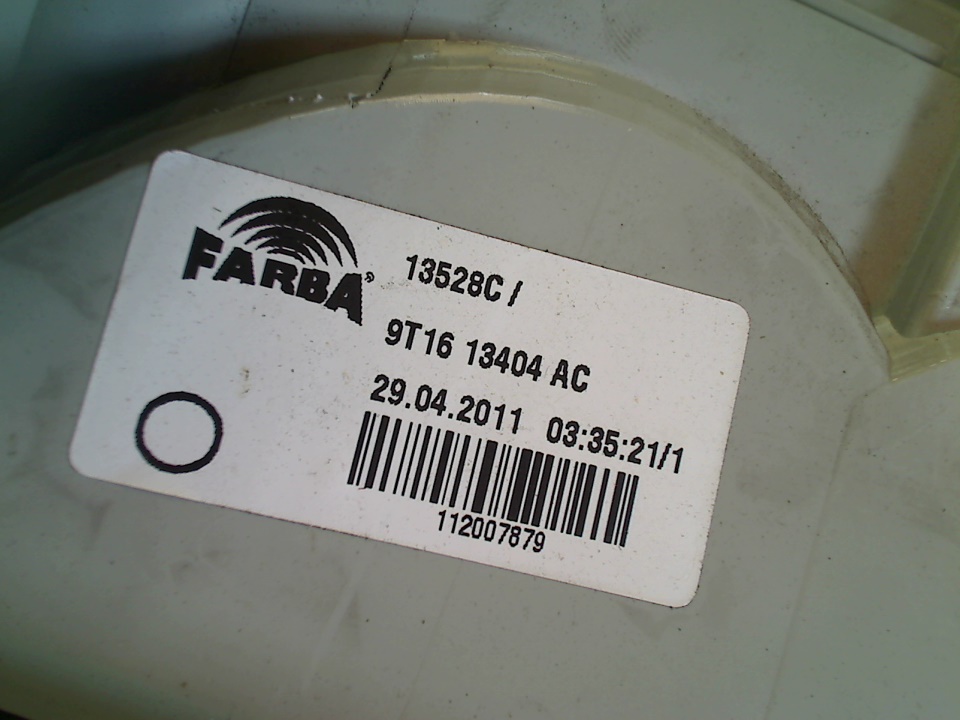 FARBA®
13528C /
9T16 13404 AC
29.04.2011 03:35:21/1
112007879